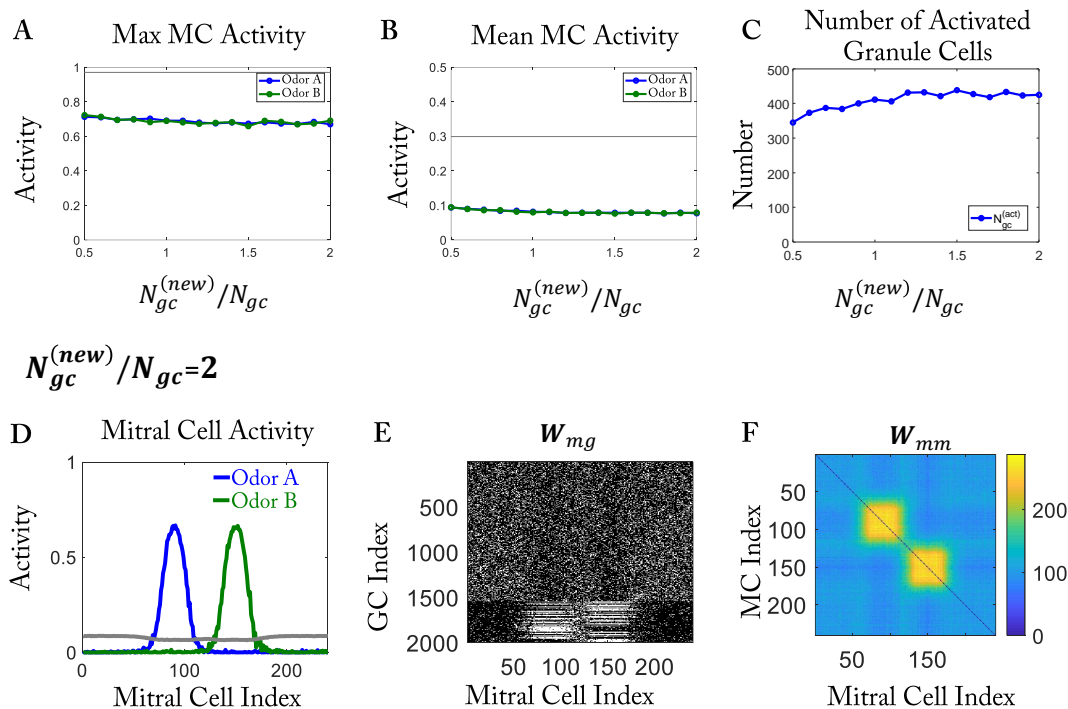 A
Max MC Activity
1
0.8
0.6
0.4
0.2
0
0.5
1
1.5
2
Activity
Odor A
Odor B
N_gc^(new)/N_gc
B
Mean MC Activity
0.5
0.4
0.3
0.2
0.1
0
0.5
1
1.5
2
Activity
Odor A
Odor B
N_gc^(new)/N_gc
C
Number of Activated
Granule Cells
500
400
300
200
100
0
0.5
1
1.5
2
Number
N_gc^(act)
N_gc^(new)/N_gc
N_gc^(new)/N_gc=2
D
Mitral Cell Activity
1
0.5
0
0
100
200
Activity
Odor A
Odor B
Mitral Cell Index
E
W_mg
500
1000
1500
2000
GC Index
50
100
150
200
Mitral Cell Index
F
W_mm
50
100
150
200
MC Index
50
150
200
100
0
Mitral Cell Index